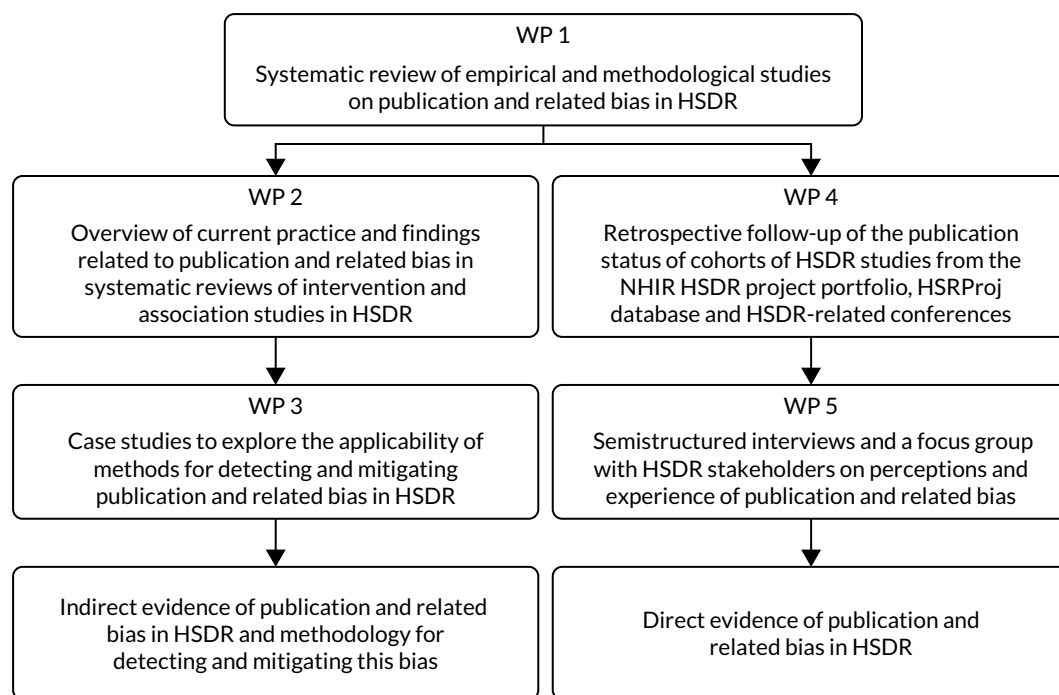 WP 1
Systematic review of empirical and methodological studies
on publication and related bias in HSDR
WP 2
Overview of current practice and findings
related to publication and related bias in
systematic reviews of intervention and
association studies in HSDR
WP 4
Retrospective follow-up of the publication
status of cohorts of HSDR studies from the
NHIR HSDR project portfolio, HSRProj
database and HSDR-related conferences
WP 3
Case studies to explore the applicability of
methods for detecting and mitigating
publication and related bias in HSDR
WP 5
Semistructured interviews and a focus group
with HSDR stakeholders on perceptions and
experience of publication and related bias
Indirect evidence of publication and related
bias in HSDR and methodology for
detecting and mitigating this bias
Direct evidence of publication and
related bias in HSDR